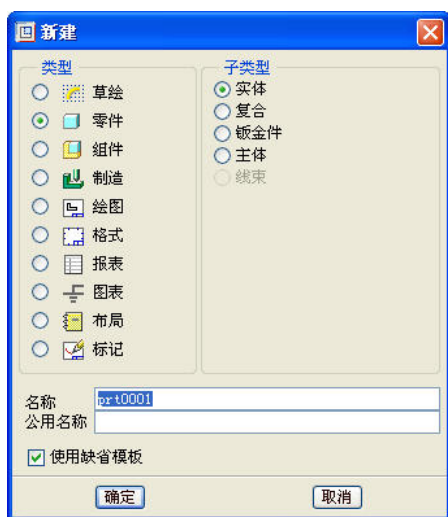 新建
类型
草绘
零件
组件
制造
绘图
格式
报表
图表
布局
标记
子类型
实体
复合
钣金件
主体
线束
名称 prt0001
公用名称
使用缺省模板
确定 取消